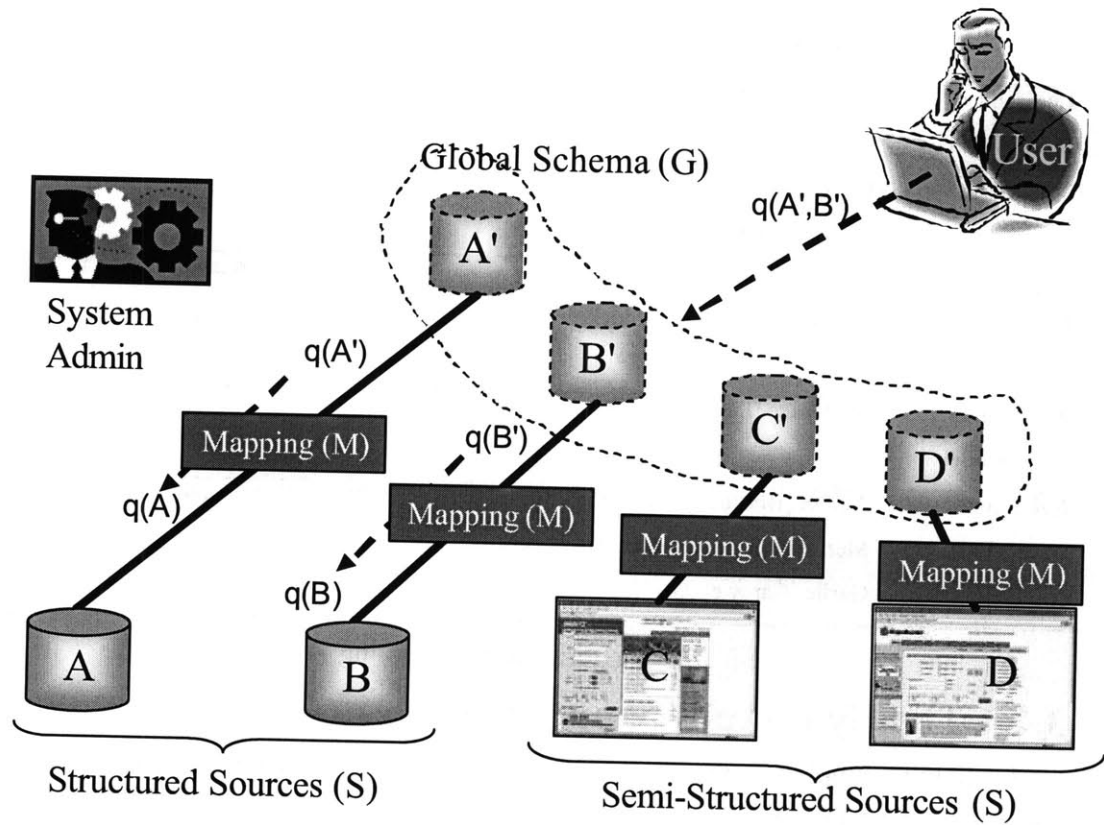 Global Schema (G)
User
q(A',B')
A'
System
Admin
q(A')
B'
Mapping (M)
q(B')
C'
D'
q(A)
Mapping (M)
Mapping (M)
Mapping (M)
q(B)
A
B
C
D
Structured Sources (S)
Semi-Structured Sources (S)